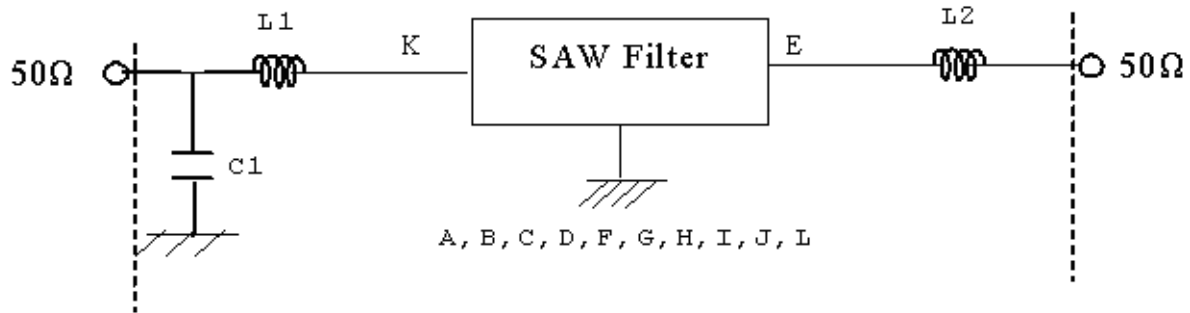 L1
L2
K
SAW Filter
E
50Ω
50Ω
C1
A, B, C, D, F, G, H, I, J, L